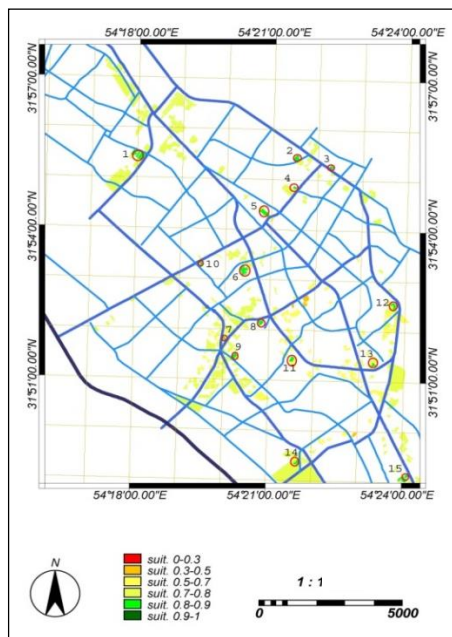 54°18'00.00"E 54°21'00.00"E 54°24'00.00"E
31°57'00.00"N 31°57'00.00"N
31°54'00.00"N 31°54'00.00"N
31°51'00.00"N 31°51'00.00"N
1
2
3
4
5
10
6
12
8
7
9
11
13
14
15
54°18'00.00"E 54°21'00.00"E 54°24'00.00"E
N
suit. 0-0.3
suit. 0.3-0.5
suit. 0.5-0.7
suit. 0.7-0.8
suit. 0.8-0.9
suit. 0.9-1
1 : 1
0 5000